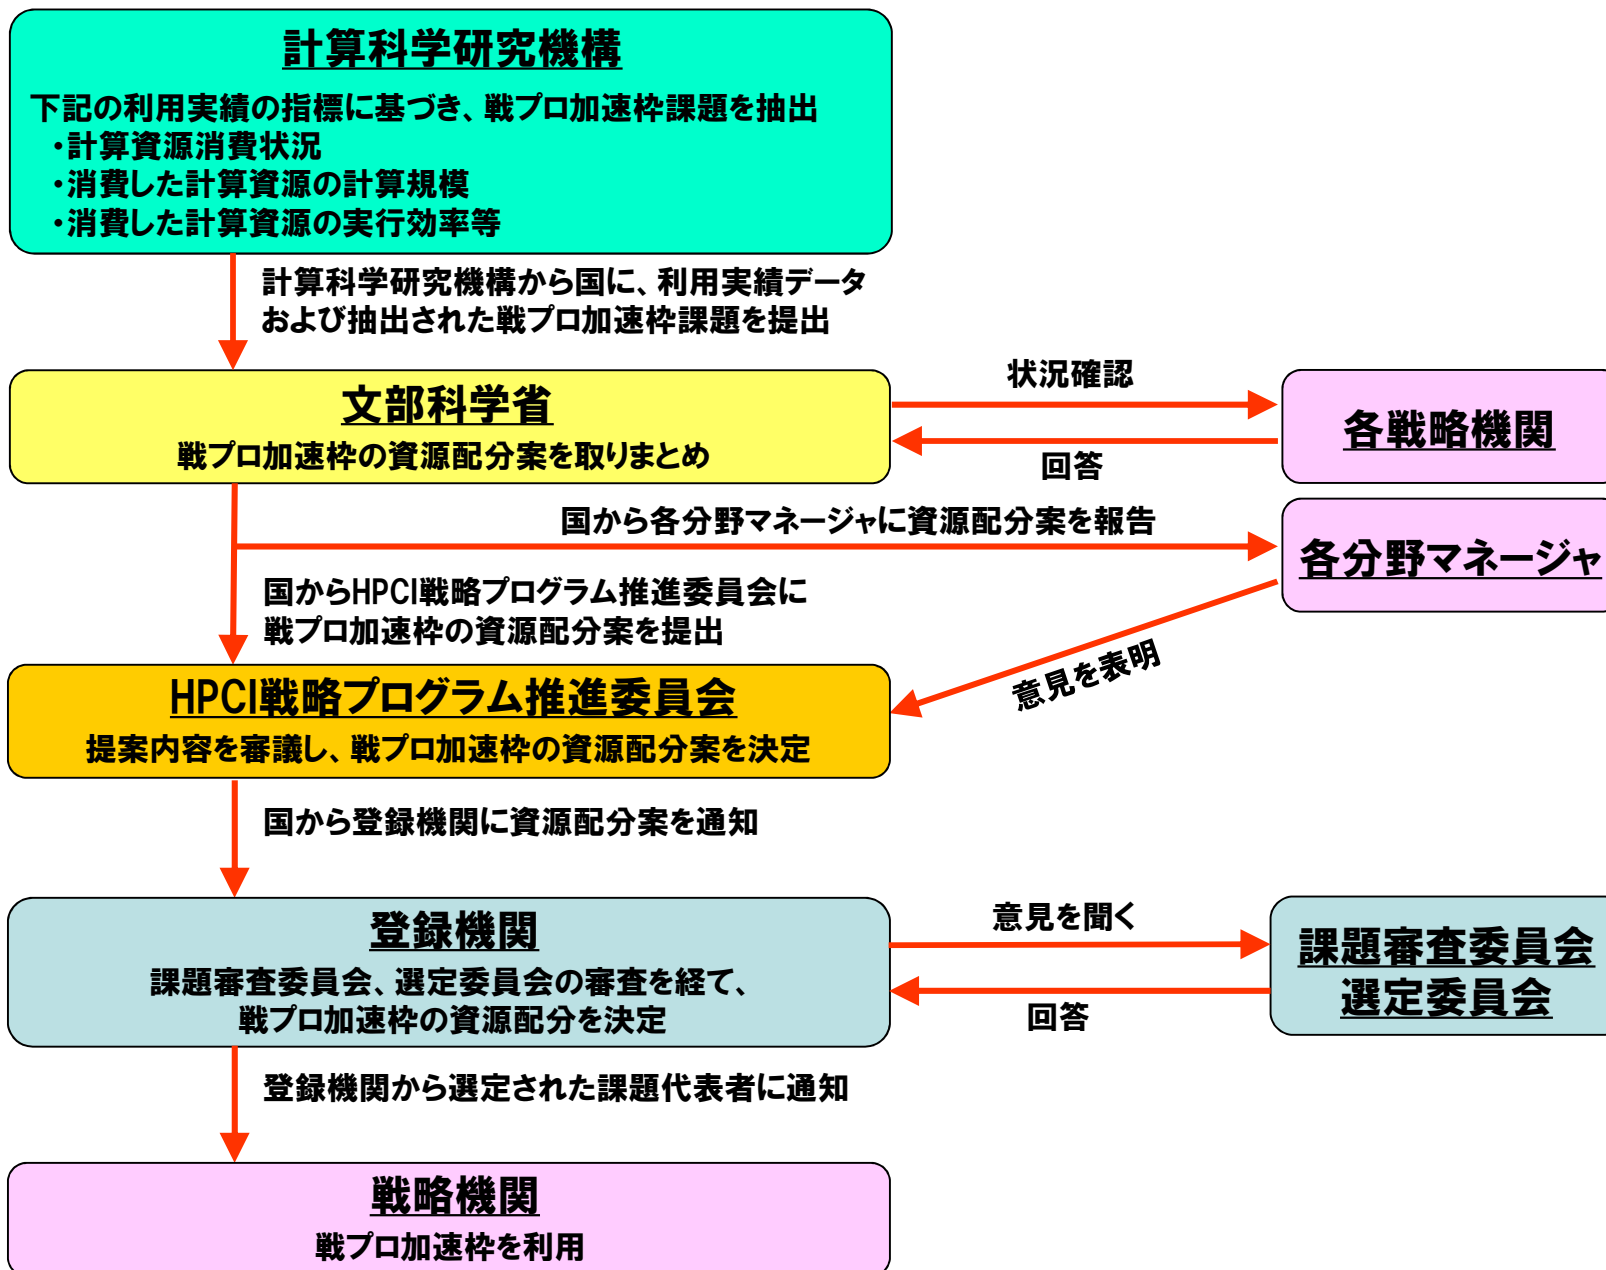 計算科学研究機構
下記の利用実績の指標に基づき、戦プロ加速枠課題を抽出
・計算資源消費状況
・消費した計算資源の計算規模
・消費した計算資源の実行効率等
計算科学研究機構から国に、利用実績データ
および抽出された戦プロ加速枠課題を提出
文部科学省
戦プロ加速枠の資源配分案を取りまとめ
状況確認
回答
各戦略機関
国から各分野マネージャに資源配分案を報告
各分野マネージャ
国からHPCI戦略プログラム推進委員会に
戦プロ加速枠の資源配分案を提出
意見を表明
HPCI戦略プログラム推進委員会
提案内容を審議し、戦プロ加速枠の資源配分案を決定
国から登録機関に資源配分案を通知
登録機関
課題審査委員会、選定委員会の審査を経て、
戦プロ加速枠の資源配分を決定
意見を聞く
回答
課題審査委員会
選定委員会
登録機関から選定された課題代表者に通知
戦略機関
戦プロ加速枠を利用